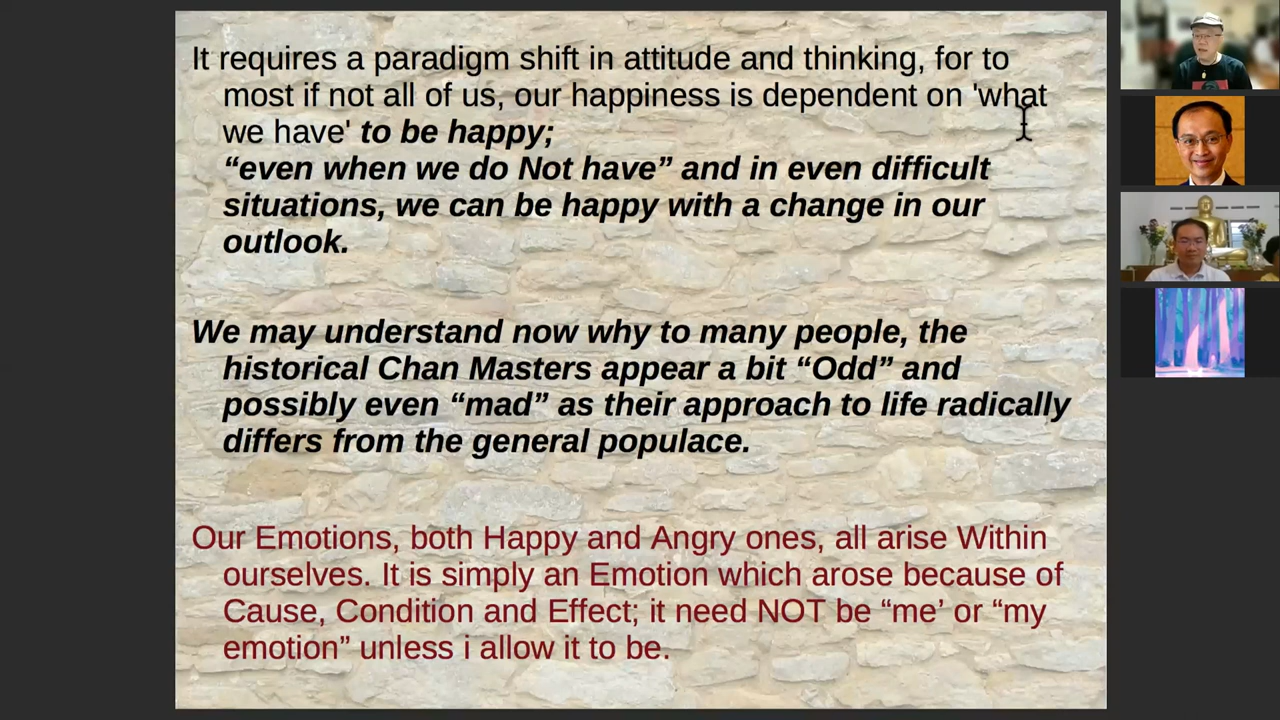 It requires a paradigm shift in attitude and thinking, for to
most if not all of us, our happiness is dependent on 'what
we have' to be happy;
“even when we do Not have” and in even difficult
situations, we can be happy with a change in our
outlook.
We may understand now why to many people, the
historical Chan Masters appear a bit “Odd” and
possibly even “mad” as their approach to life radically
differs from the general populace.
Our Emotions, both Happy and Angry ones, all arise Within
ourselves. It is simply an Emotion which arose because of
Cause, Condition and Effect; it need NOT be “me’ or “my
emotion” unless i allow it to be.